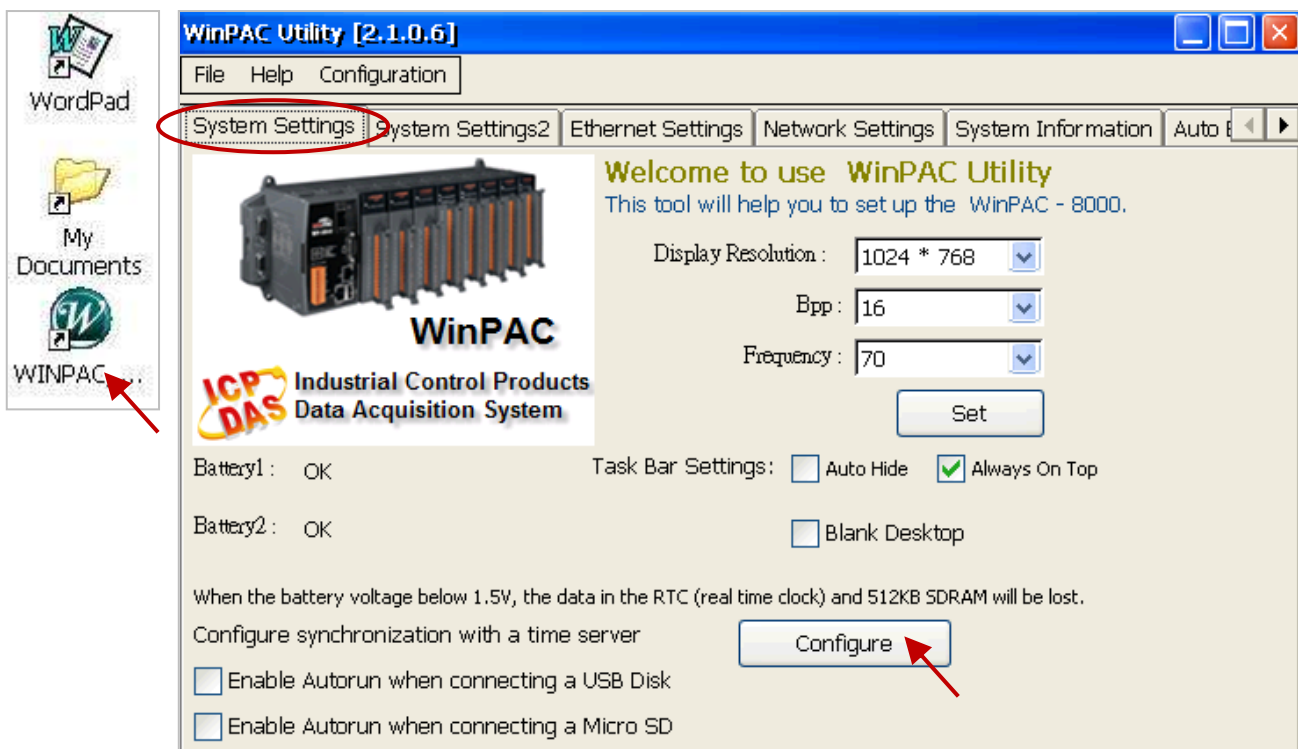 WordPad
My
Documents
WINPAC_...
WinPAC Utility [2.1.0.6]
File Help Configuration
System Settings System Settings2 Ethernet Settings Network Settings System Information Auto
Welcome to use WinPAC Utility
This tool will help you to set up the WinPAC - 8000.
Display Resolution : 1024 * 768
Bpp : 16
Frequency : 70
Set
WinPAC
ICP DAS
Industrial Control Products
Data Acquisition System
Battery1 : OK
Task Bar Settings: Auto Hide Always On Top
Battery2 : OK
Blank Desktop
When the battery voltage below 1.5V, the data in the RTC (real time clock) and 512KB SDRAM will be lost.
Configure synchronization with a time server Configure
Enable Autorun when connecting a USB Disk
Enable Autorun when connecting a Micro SD